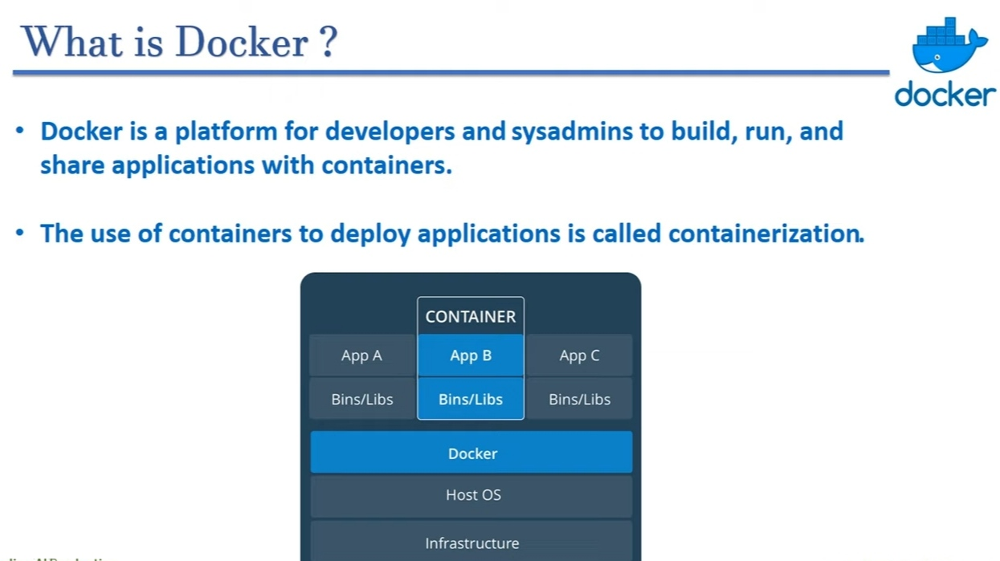 What is Docker ?
docker
• Docker is a platform for developers and sysadmins to build, run, and
share applications with containers.
• The use of containers to deploy applications is called containerization.
CONTAINER
App A App B App C
Bins/Libs Bins/Libs Bins/Libs
Docker
Host OS
Infrastructure